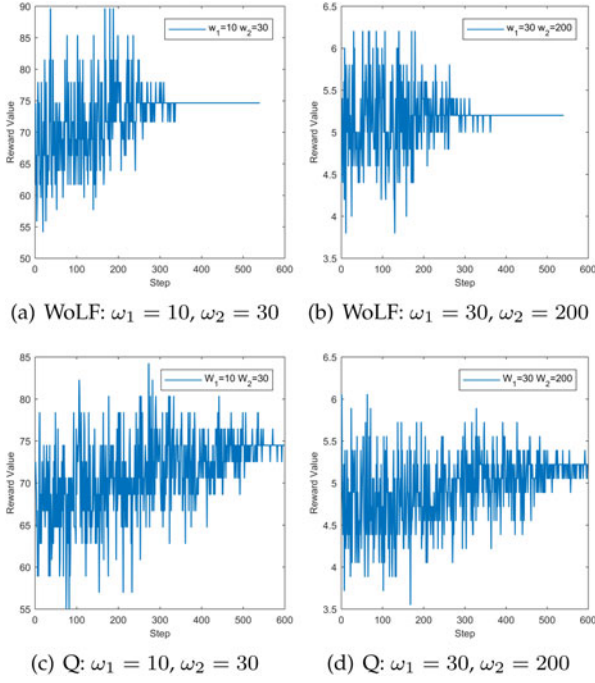 w₁=10 w₂=30
Reward Value
90
85
80
75
70
65
60
55
50
0 100 200 300 400 500 600
Step
(a) WoLF: ω₁ = 10, ω₂ = 30
w₁=30 w₂=200
Reward Value
6.5
6
5.5
5
4.5
4
3.5
0 100 200 300 400 500 600
Step
(b) WoLF: ω₁ = 30, ω₂ = 200
W₁=10 W₂=30
Reward Value
85
80
75
70
65
60
55
0 100 200 300 400 500 600
Step
(c) Q: ω₁ = 10, ω₂ = 30
W₁=30 W₂=200
Reward Value
6.5
6
5.5
5
4.5
4
3.5
0 100 200 300 400 500 600
Step
(d) Q: ω₁ = 30, ω₂ = 200